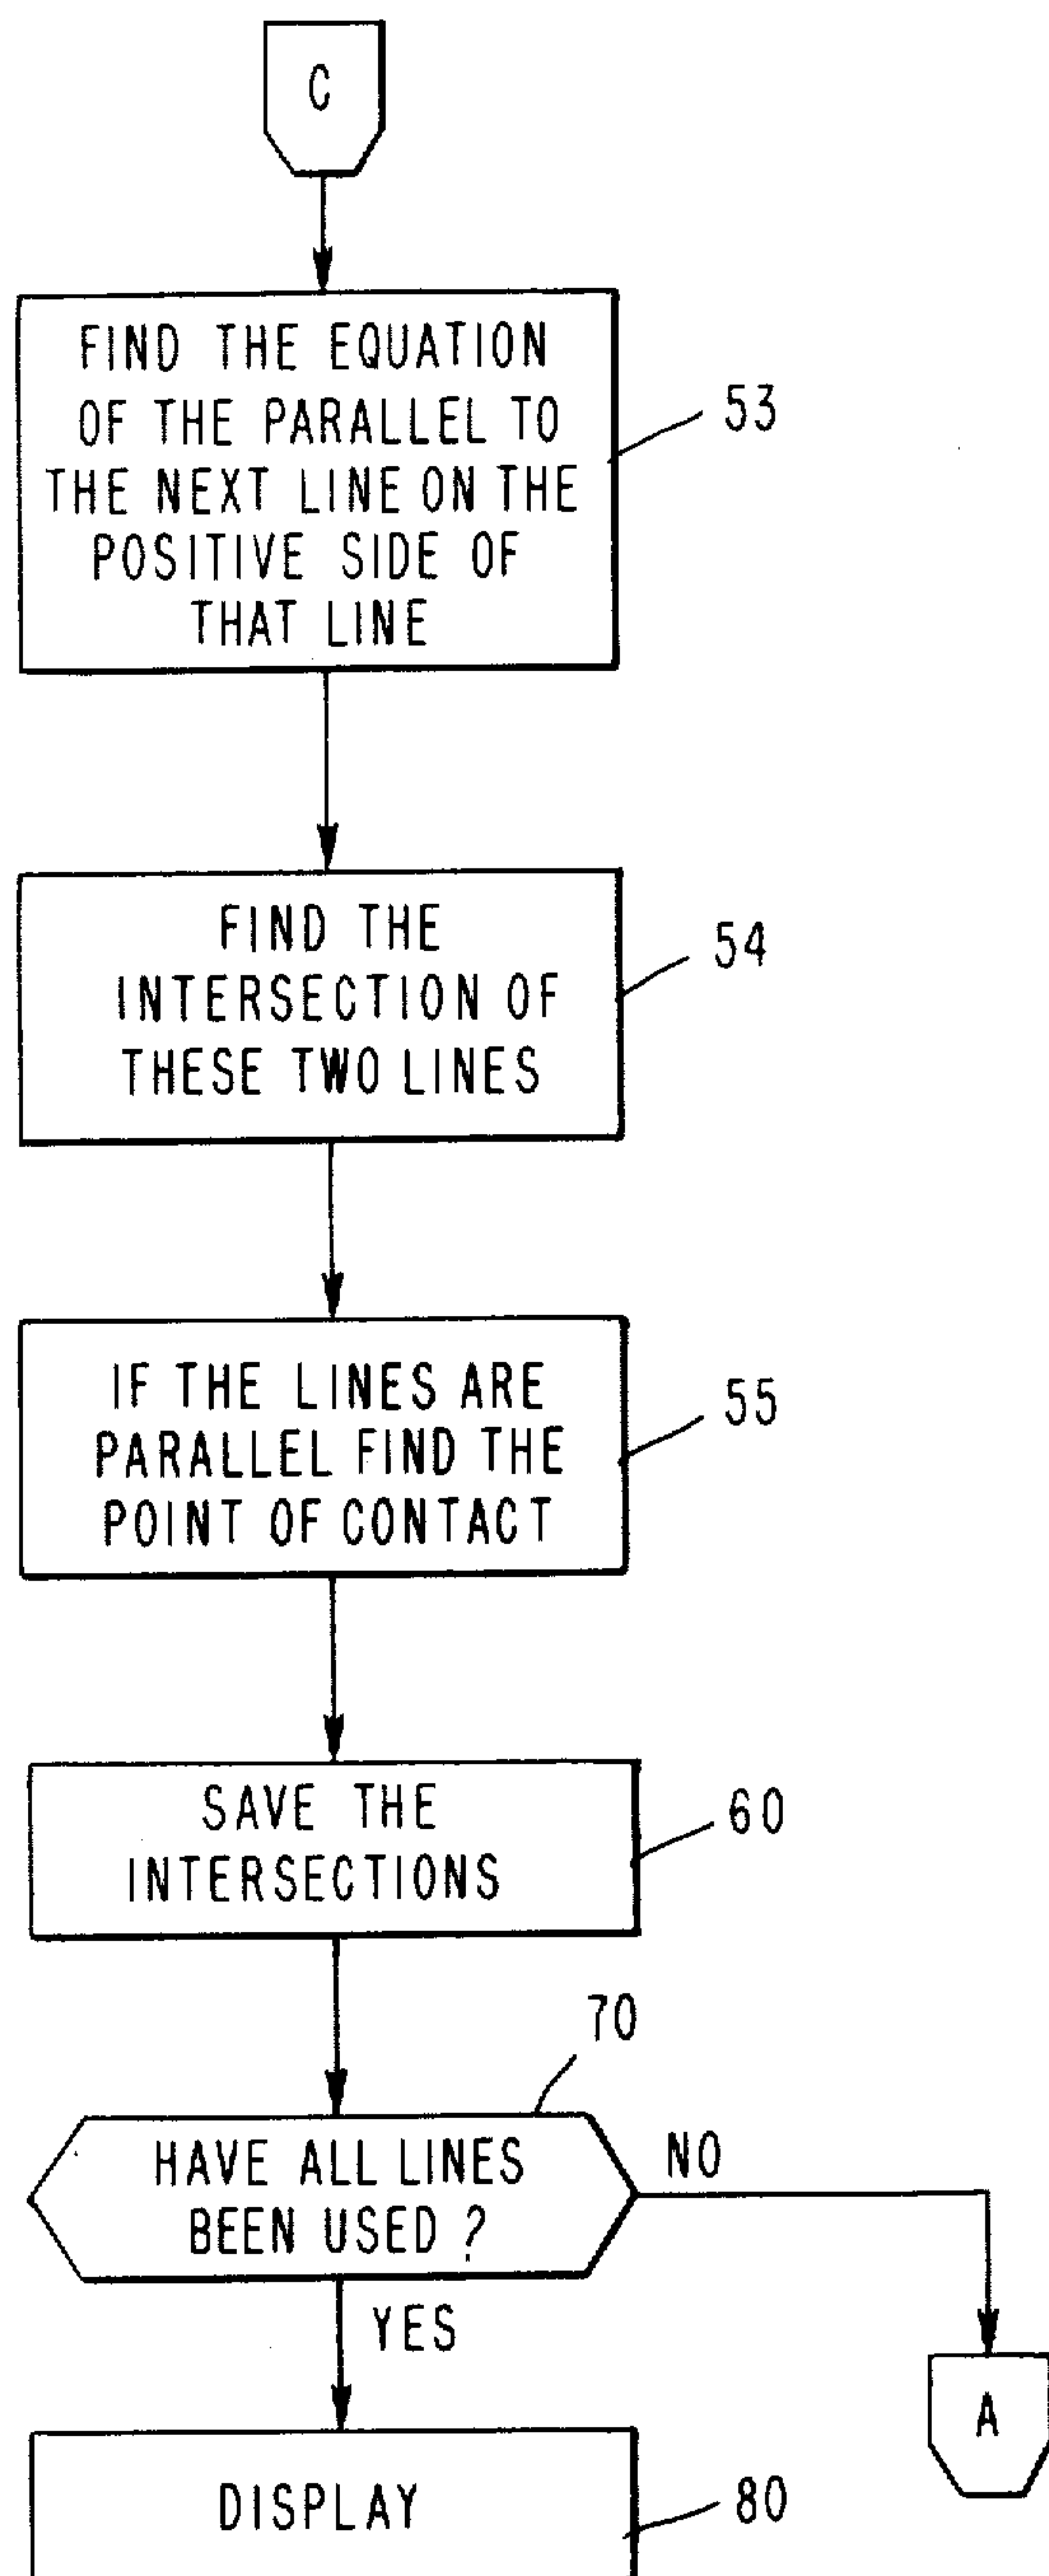 C
FIND THE EQUATION
OF THE PARALLEL TO
THE NEXT LINE ON THE
POSITIVE SIDE OF
THAT LINE
53
FIND THE
INTERSECTION OF
THESE TWO LINES
54
IF THE LINES ARE
PARALLEL FIND THE
POINT OF CONTACT
55
SAVE THE
INTERSECTIONS
60
70
HAVE ALL LINES
BEEN USED ?
NO
YES
A
DISPLAY
80